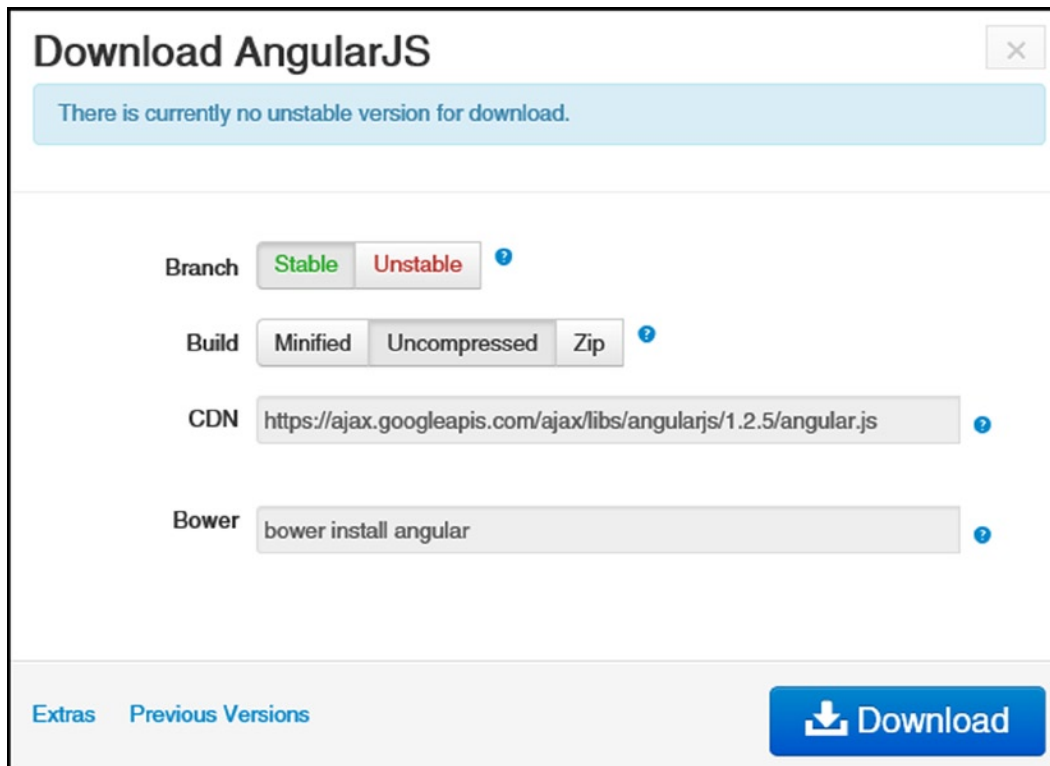 Download AngularJS
×
There is currently no unstable version for download.
Branch Stable Unstable ?
Build Minified Uncompressed Zip ?
CDN https://ajax.googleapis.com/ajax/libs/angularjs/1.2.5/angular.js ?
Bower bower install angular ?
Extras Previous Versions Download